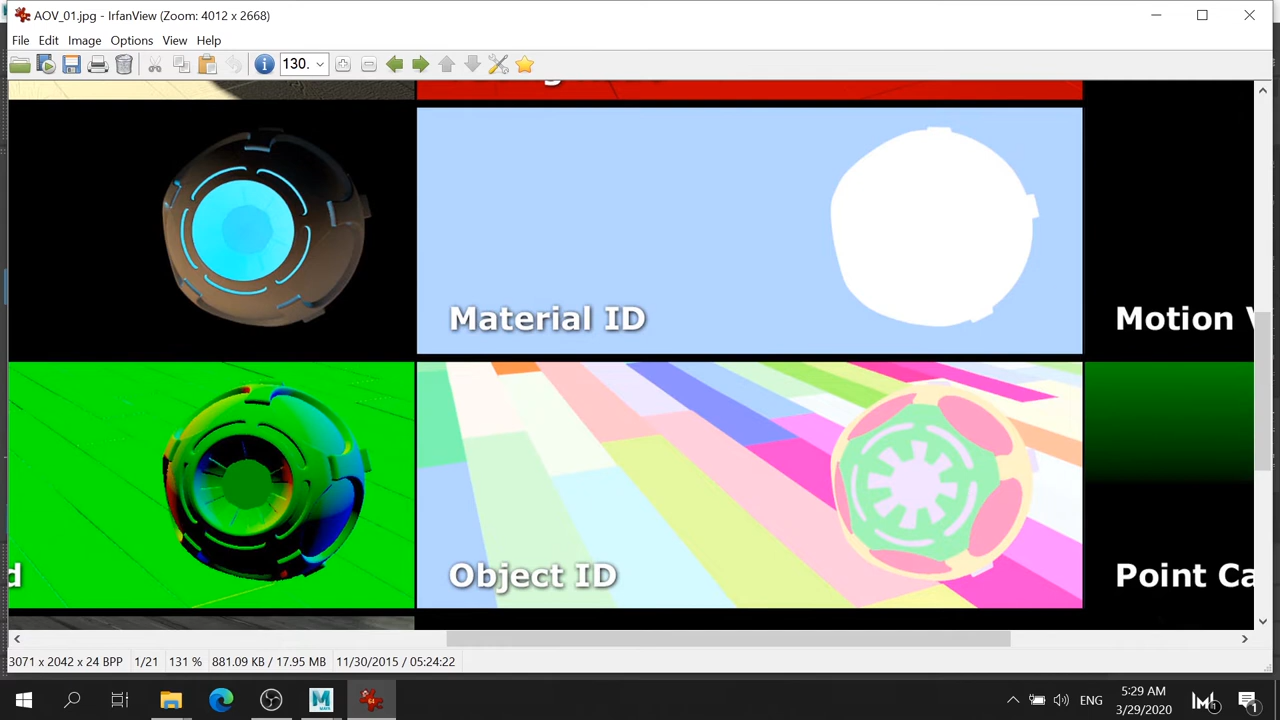 AOV_01.jpg - IrfanView (Zoom: 4012 x 2668)
File Edit Image Options View Help
130.
Material ID
Motion
Object ID
Point Ca
d
3071 x 2042 x 24 BPP 1/21 131 % 881.09 KB / 17.95 MB 11/30/2015 / 05:24:22
ENG
5:29 AM
3/29/2020
1
1